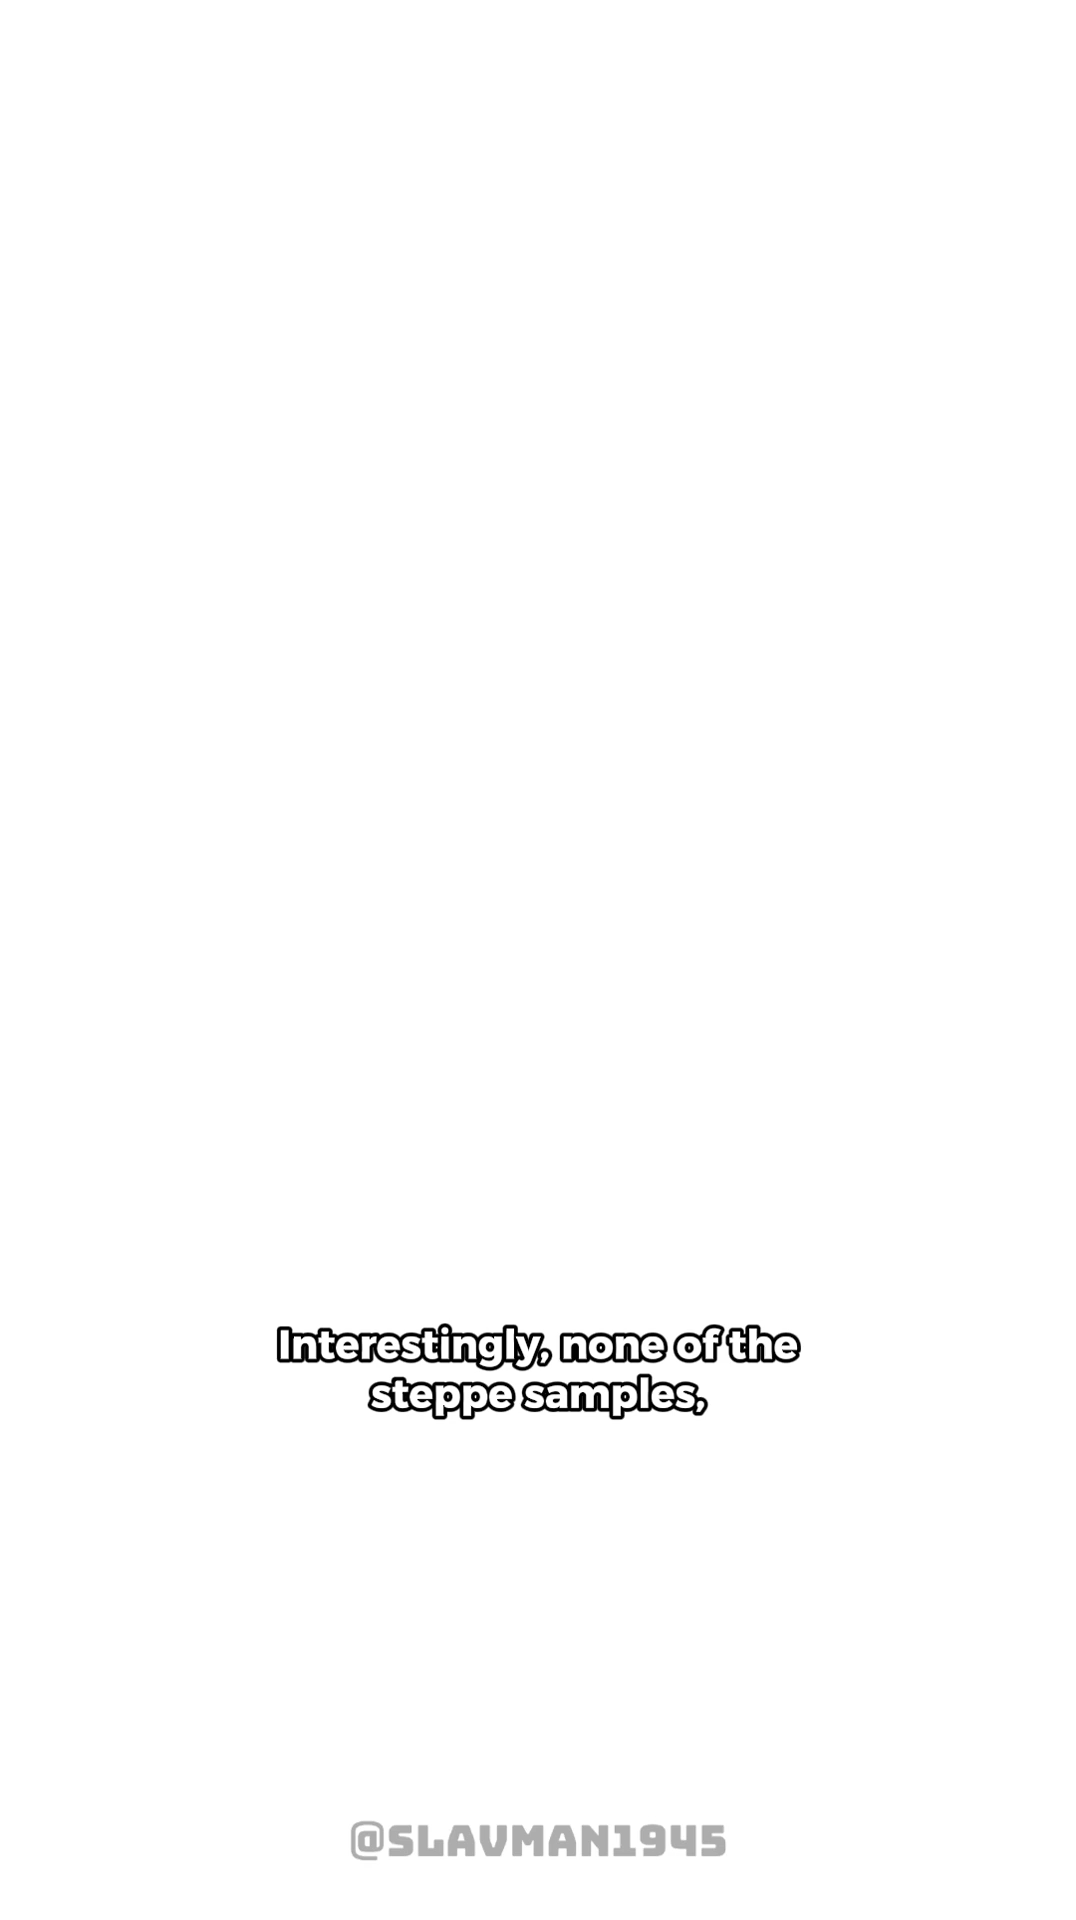 Interestingly, none of the
steppe samples,
@SLAVMAN1945